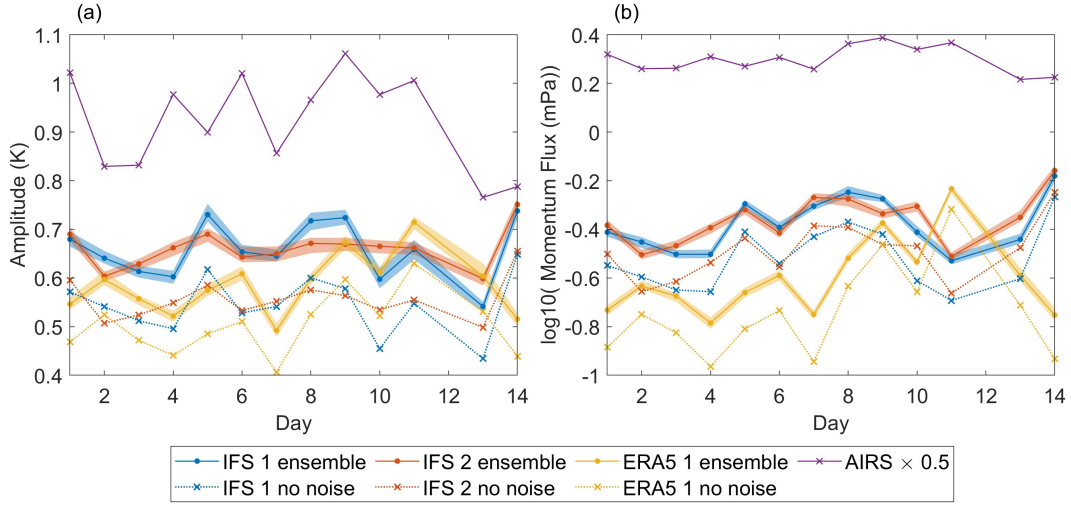 (a)
1.1
1
0.9
0.8
0.7
0.6
0.5
0.4
Amplitude (K)
2
4
6
8
10
12
14
Day
(b)
0.4
0.2
0
-0.2
-0.4
-0.6
-0.8
-1
log10( Momentum Flux (mPa))
2
4
6
8
10
12
14
Day
IFS 1 ensemble
IFS 2 ensemble
ERA5 1 ensemble
AIRS × 0.5
IFS 1 no noise
IFS 2 no noise
ERA5 1 no noise